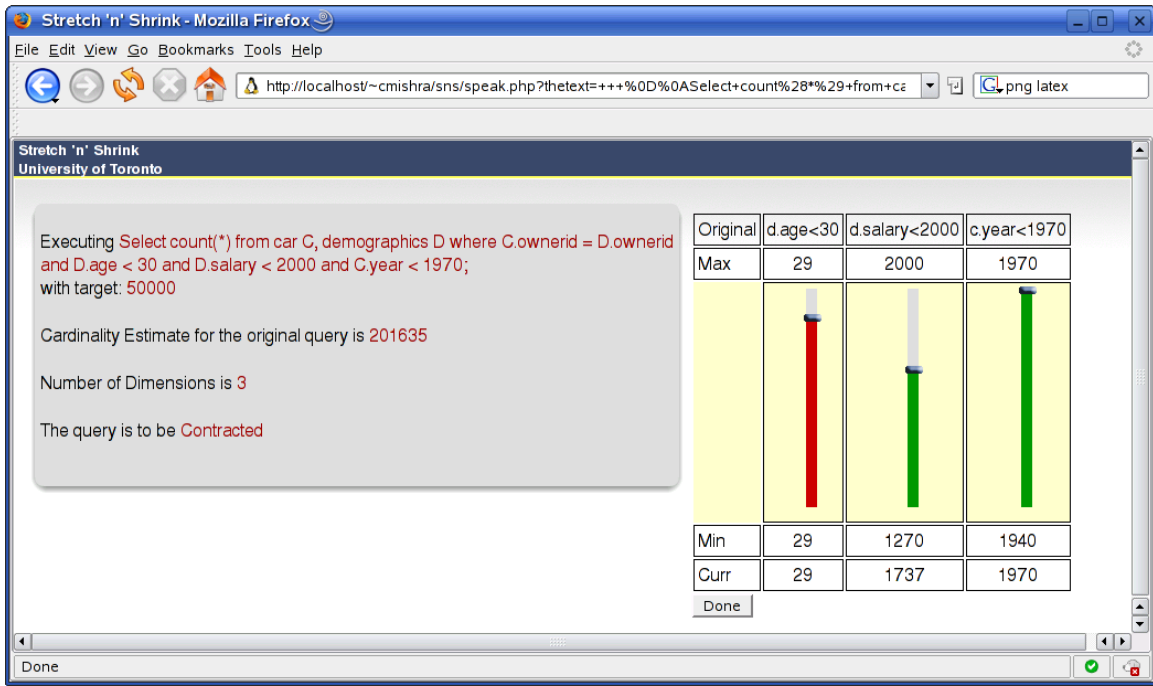 Stretch 'n' Shrink - Mozilla Firefox
File Edit View Go Bookmarks Tools Help
http://localhost/~cmishra/sns/speak.php?thetext=+++%0D%0ASelect+count%28*%29+from+ca
G png latex
Stretch 'n' Shrink
University of Toronto
Executing Select count(*) from car C, demographics D where C.ownerid = D.ownerid
and D.age < 30 and D.salary < 2000 and C.year < 1970;
with target: 50000
Cardinality Estimate for the original query is 201635
Number of Dimensions is 3
The query is to be Contracted
Original d.age<30 d.salary<2000 c.year<1970
Max 29 2000 1970
Min 29 1270 1940
Curr 29 1737 1970
Done
Done